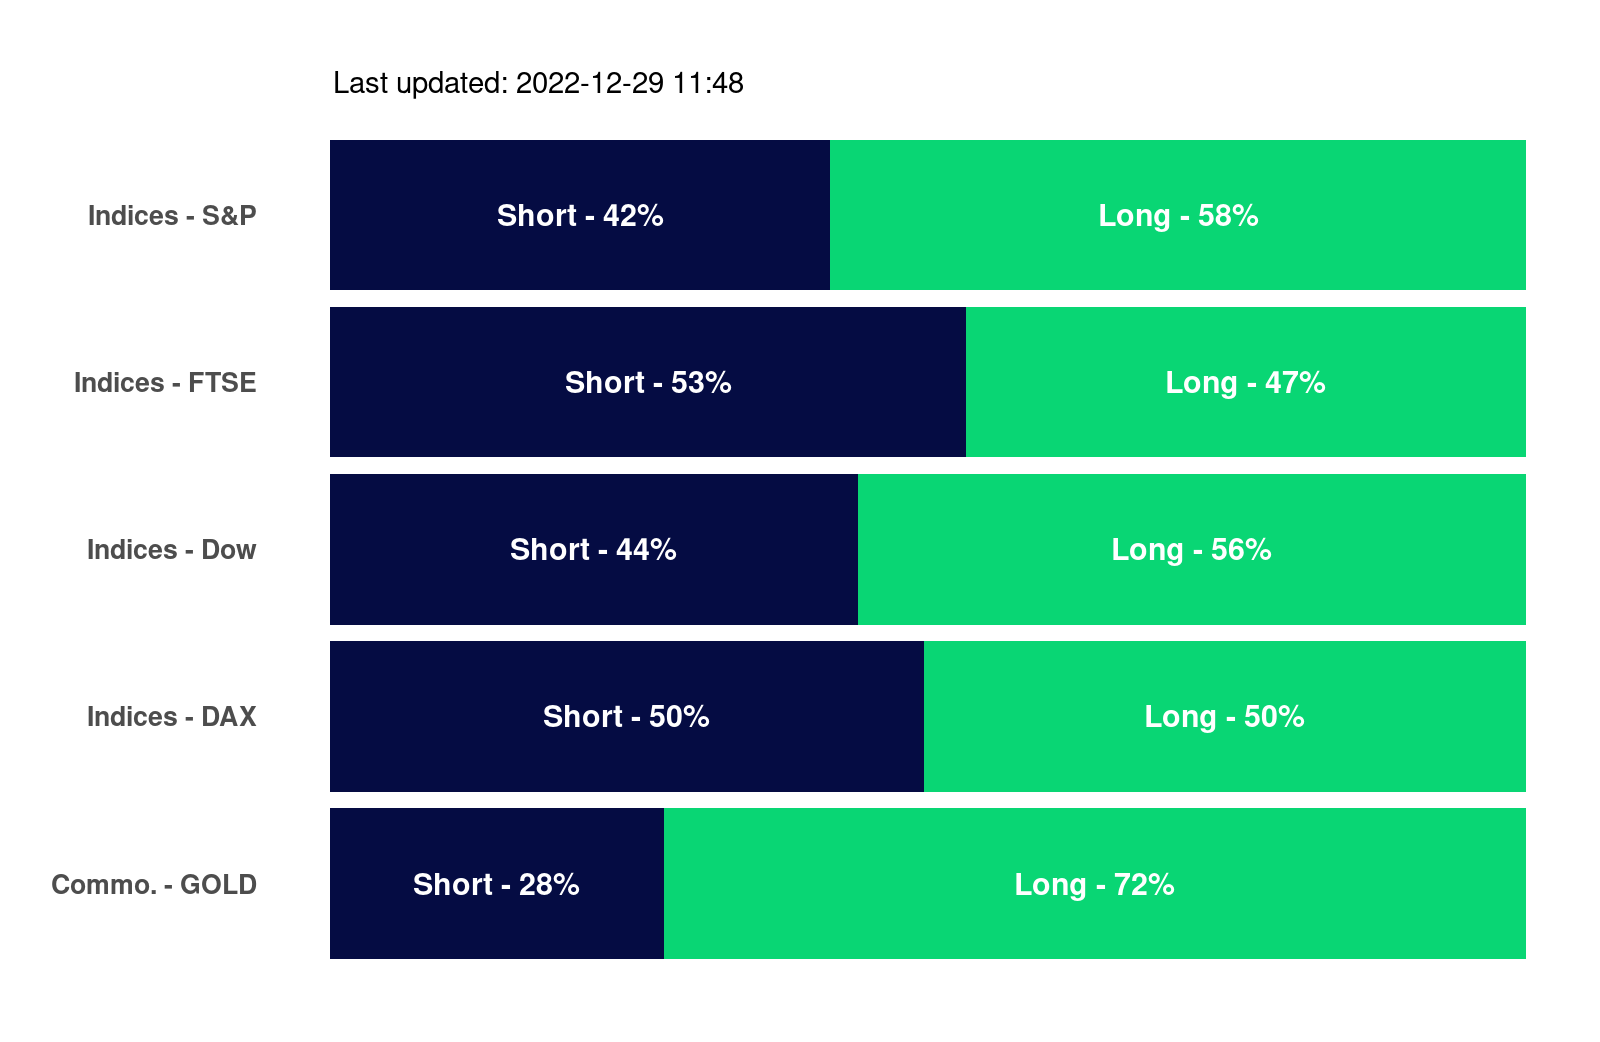 Last updated: 2022-12-29 11:48
Indices - S&P Short - 42% Long - 58%
Indices - FTSE Short - 53% Long - 47%
Indices - Dow Short - 44% Long - 56%
Indices - DAX Short - 50% Long - 50%
Commo. - GOLD Short - 28% Long - 72%